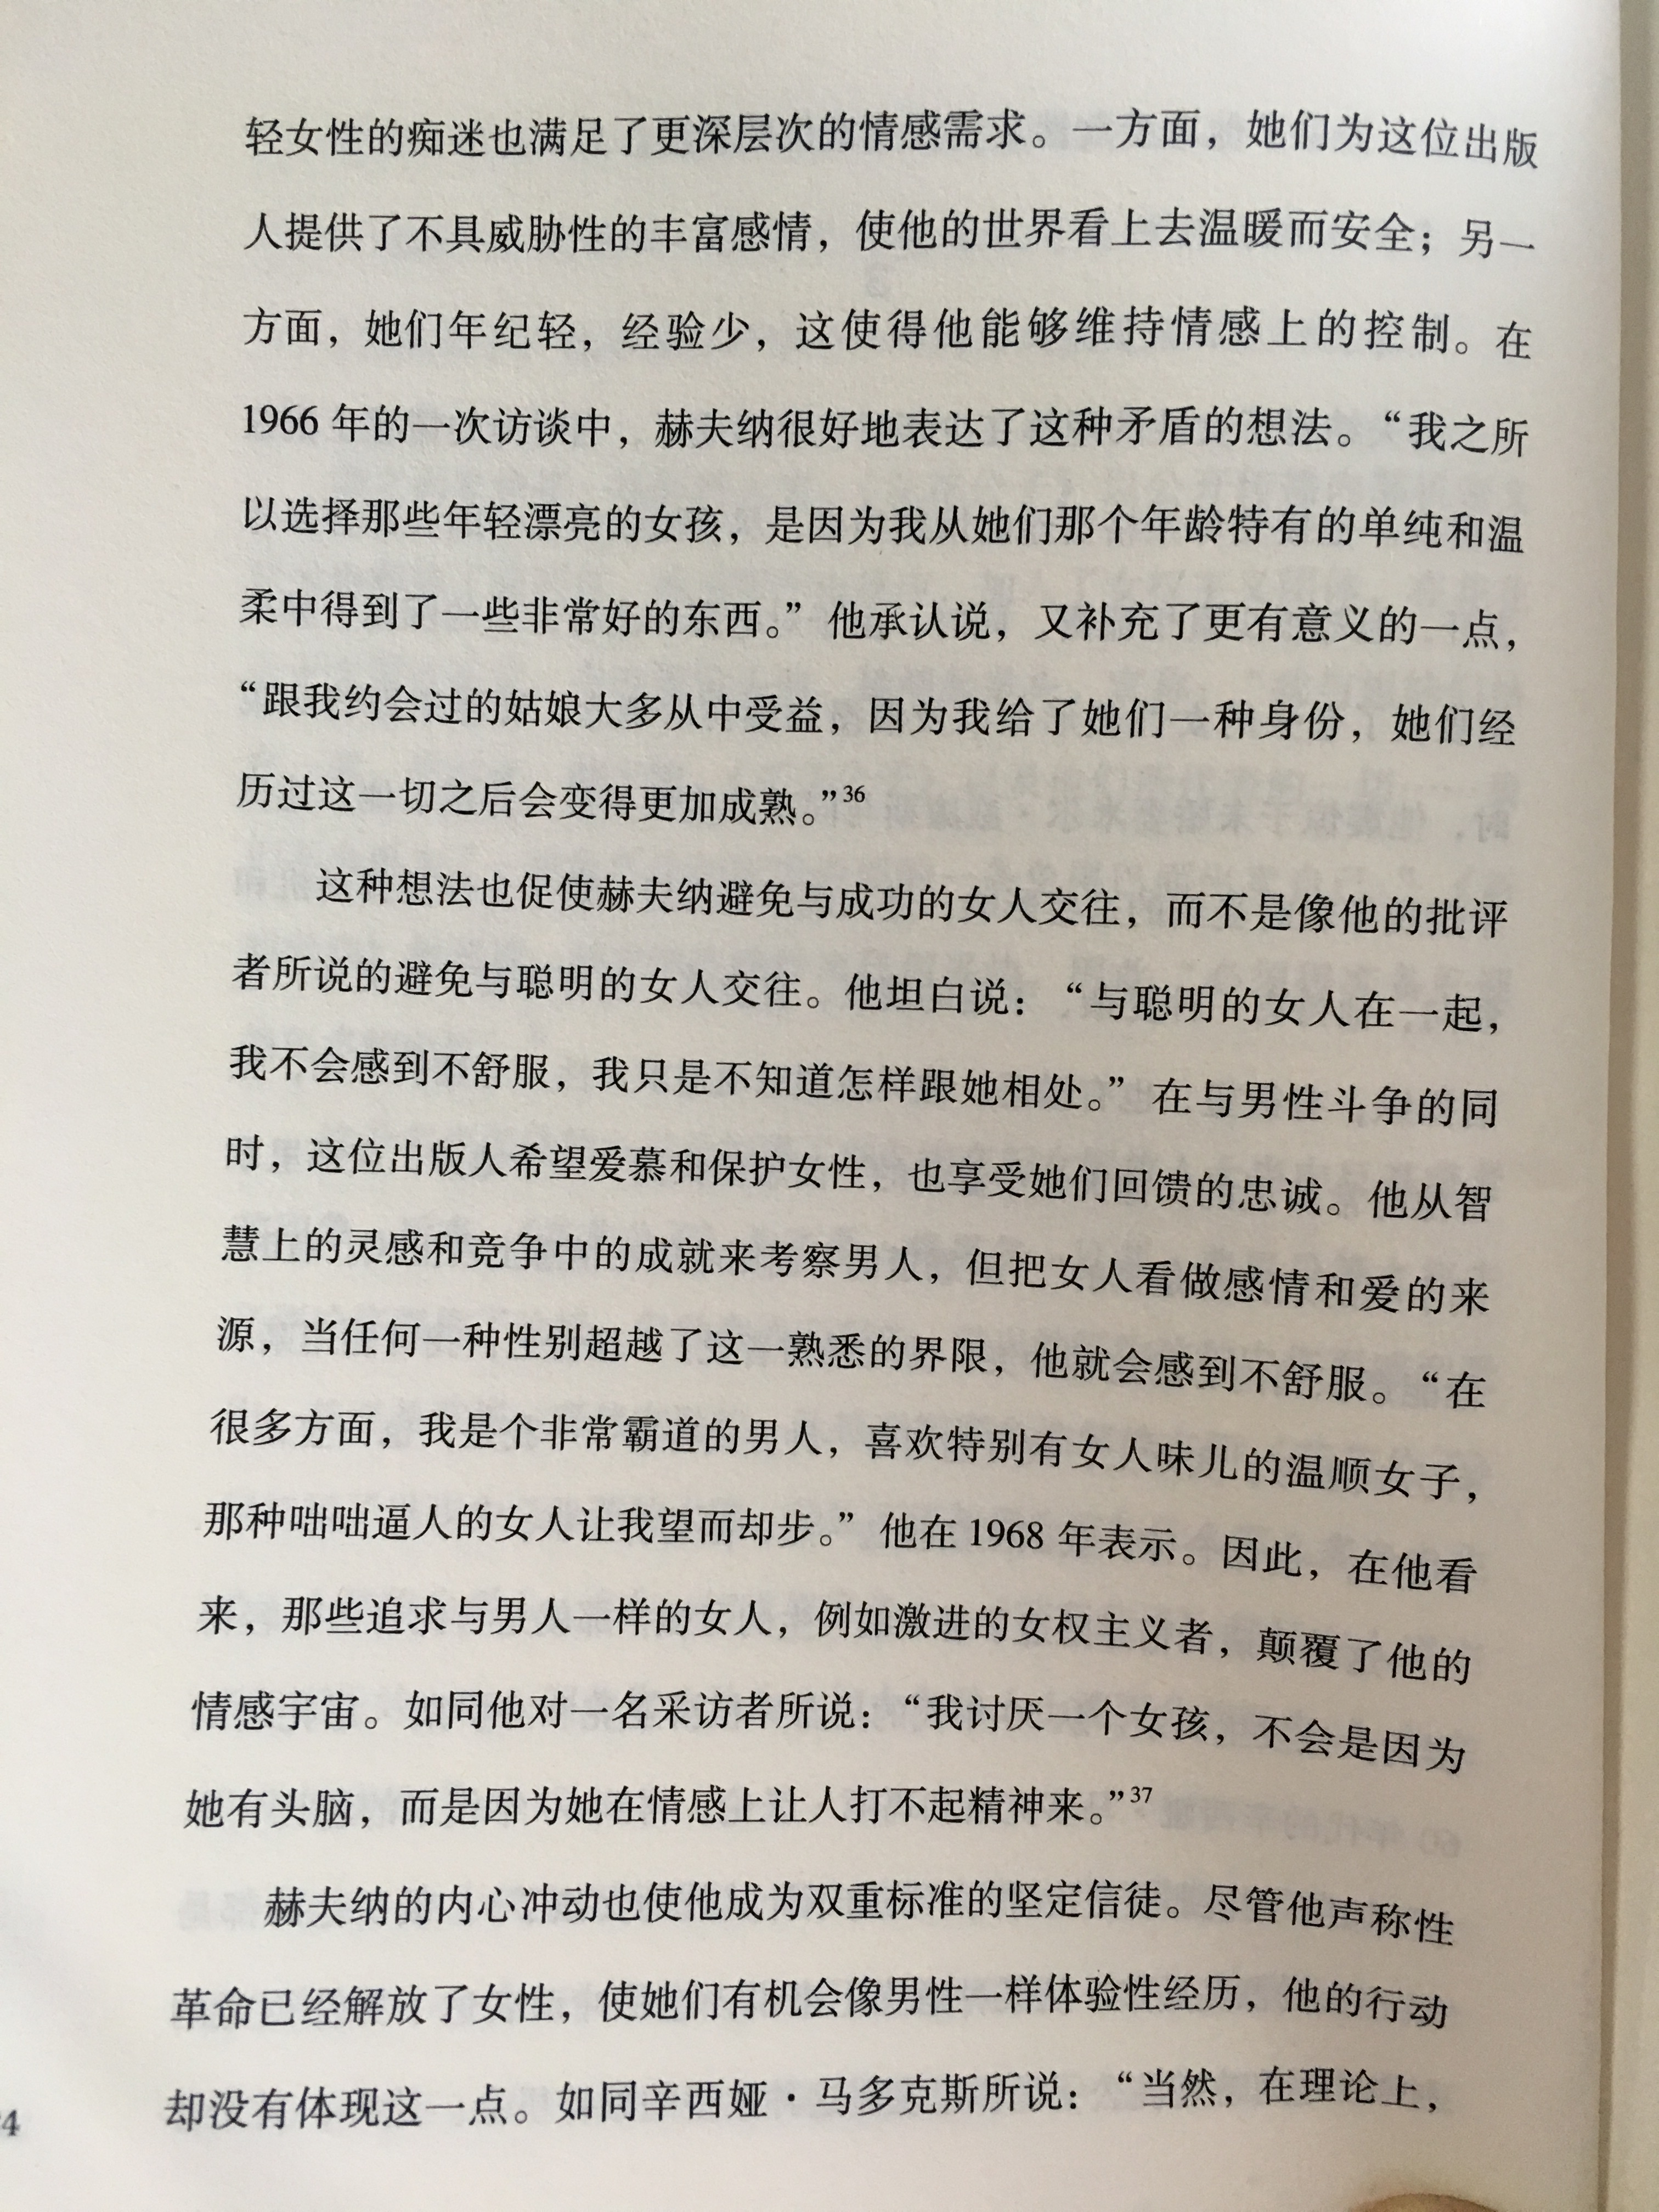 轻女性的痴迷也满足了更深层次的情感需求。一方面，她们为这位出版
人提供了不具威胁性的丰富感情，使他的世界看上去温暖而安全；另一
方面，她们年纪轻，经验少，这使得他能够维持情感上的控制。在
1966 年的一次访谈中，赫夫纳很好地表达了这种矛盾的想法。“我之所
以选择那些年轻漂亮的女孩，是因为我从她们那个年龄特有的单纯和温
柔中得到了一些非常好的东西。”他承认说，又补充了更有意义的一点，
“跟我约会过的姑娘大多从中受益，因为我给了她们一种身份，她们经
历过这一切之后会变得更加成熟。”36
这种想法也促使赫夫纳避免与成功的女人交往，而不是像他的批评
者所说的避免与聪明的女人交往。他坦白说：“与聪明的女人在一起，
我不会感到不舒服，我只是不知道怎样跟她相处。”在与男性斗争的同
时，这位出版人希望爱慕和保护女性，也享受她们回馈的忠诚。他从智
慧上的灵感和竞争中的成就来考察男人，但把女人看做感情和爱的来
源，当任何一种性别超越了这一熟悉的界限，他就会感到不舒服。“在
很多方面，我是个非常霸道的男人，喜欢特别有女人味儿的温顺女子，
那种咄咄逼人的女人让我望而却步。”他在 1968 年表示。因此，在他看
来，那些追求与男人一样的女人，例如激进的女权主义者，颠覆了他的
情感宇宙。如同他对一名采访者所说：“我讨厌一个女孩，不会是因为
她有头脑，而是因为她在情感上让人打不起精神来。”37
赫夫纳的内心冲动也使他成为双重标准的坚定信徒。尽管他声称性
革命已经解放了女性，使她们有机会像男性一样体验性经历，他的行动
却没有体现这一点。如同辛西娅·马多克斯所说：“当然，在理论上，
4